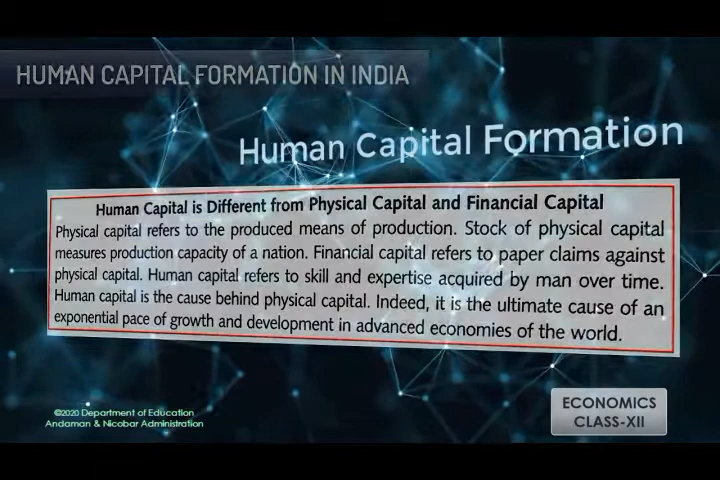 HUMAN CAPITAL FORMATION IN INDIA
Human Capital Formation
Human Capital is Different from Physical Capital and Financial Capital
Physical capital refers to the produced means of production. Stock of physical capital
measures production capacity of a nation. Financial capital refers to paper claims against
physical capital. Human capital refers to skill and expertise acquired by man over time.
Human capital is the cause behind physical capital. Indeed, it is the ultimate cause of an
exponential pace of growth and development in advanced economies of the world.
©2020 Department of Education
Andaman & Nicobar Administration
ECONOMICS
CLASS-XII